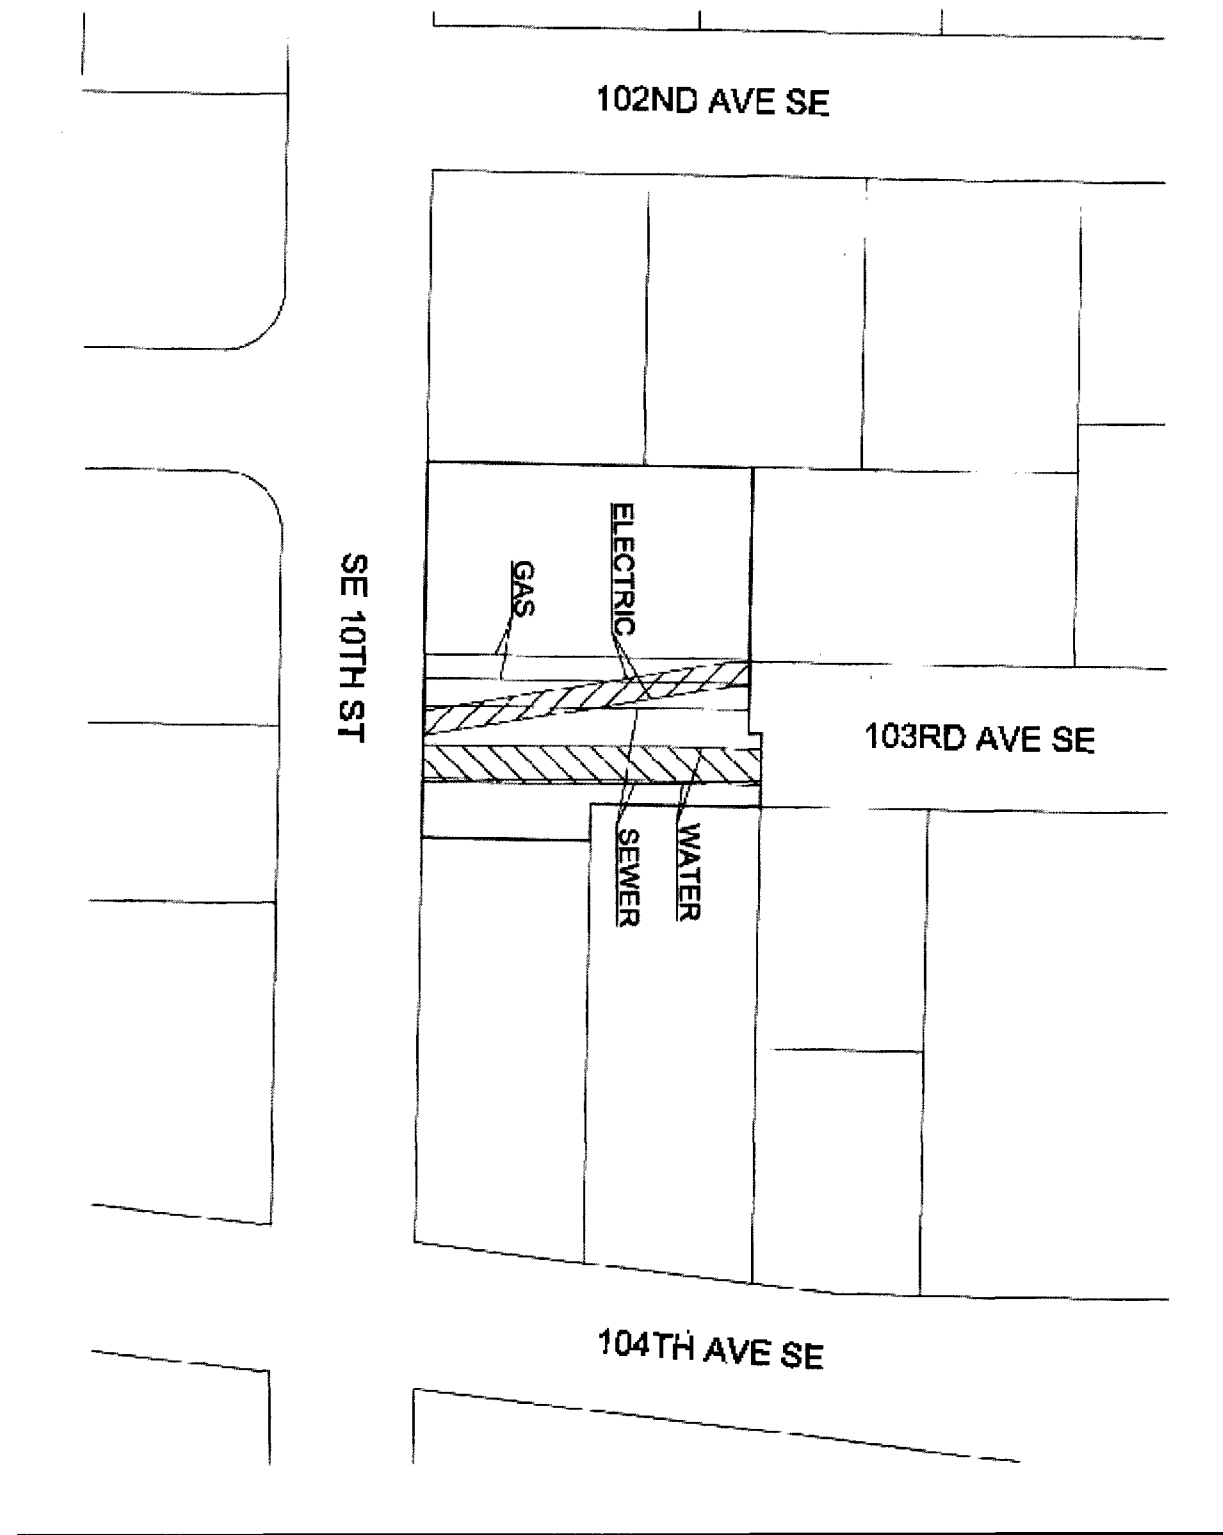 102ND AVE SE
ELECTRIC
GAS
SE 10TH ST
103RD AVE SE
SEWER
WATER
104TH AVE SE